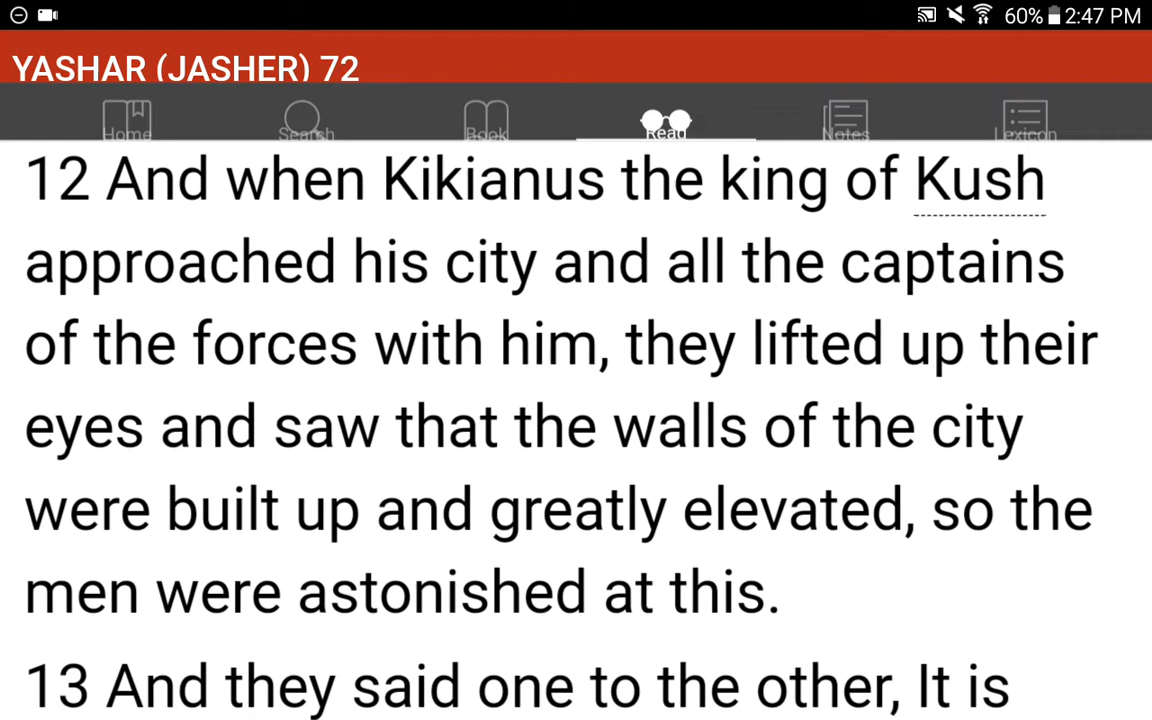 60% 2:47 PM
YASHAR (JASHER) 72
Home Search Book Read Notes Lexicon
12 And when Kikianus the king of Kush
approached his city and all the captains
of the forces with him, they lifted up their
eyes and saw that the walls of the city
were built up and greatly elevated, so the
men were astonished at this.
13 And they said one to the other, It is